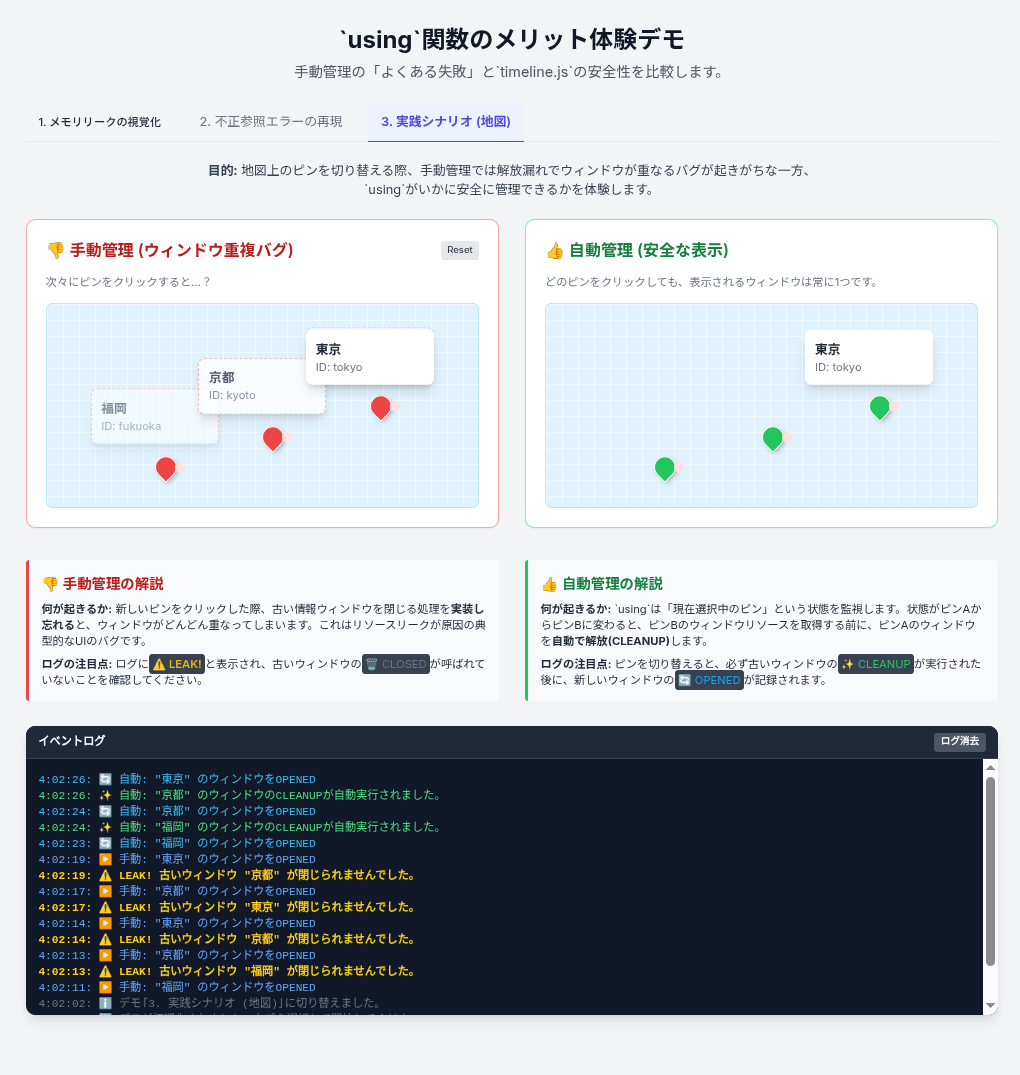 `using`関数のメリット体験デモ
手動管理の「よくある失敗」と`timeline.js`の安全性を比較します。
1. メモリリークの視覚化
2. 不正参照エラーの再現
3. 実践シナリオ (地図)
目的: 地図上のピンを切り替える際、手動管理では解放漏れでウィンドウが重なるバグが起きがちな一方、
`using`がいかに安全に管理できるかを体験します。
👎 手動管理 (ウィンドウ重複バグ)
Reset
次々にピンをクリックすると...？
東京
ID: tokyo
京都
ID: kyoto
福岡
ID: fukuoka
👍 自動管理 (安全な表示)
どのピンをクリックしても、表示されるウィンドウは常に1つです。
東京
ID: tokyo
👎 手動管理の解説
何が起きるか: 新しいピンをクリックした際、古い情報ウィンドウを閉じる処理を実装し
忘れると、ウィンドウがどんどん重なってしまいます。これはリソースリークが原因の典
型的なUIのバグです。
ログの注目点: ログに⚠️ LEAK!と表示され、古いウィンドウの🗑️ CLOSEDが呼ばれて
いないことを確認してください。
👍 自動管理の解説
何が起きるか: `using`は「現在選択中のピン」という状態を監視します。状態がピンAか
らピンBに変わると、ピンBのウィンドウリソースを取得する前に、ピンAのウィンドウ
を自動で解放(CLEANUP)します。
ログの注目点: ピンを切り替えると、必ず古いウィンドウの✨ CLEANUPが実行された
後に、新しいウィンドウの🔄 OPENEDが記録されます。
イベントログ
ログ消去
4:02:26: 🔄 自動: "東京" のウィンドウをOPENED
4:02:26: ✨ 自動: "京都" のウィンドウのCLEANUPが自動実行されました。
4:02:24: 🔄 自動: "京都" のウィンドウをOPENED
4:02:24: ✨ 自動: "福岡" のウィンドウのCLEANUPが自動実行されました。
4:02:23: 🔄 自動: "福岡" のウィンドウをOPENED
4:02:19: ▶️ 手動: "東京" のウィンドウをOPENED
4:02:19: ⚠️ LEAK! 古いウィンドウ "京都" が閉じられませんでした。
4:02:17: ▶️ 手動: "京都" のウィンドウをOPENED
4:02:17: ⚠️ LEAK! 古いウィンドウ "東京" が閉じられませんでした。
4:02:14: ▶️ 手動: "東京" のウィンドウをOPENED
4:02:14: ⚠️ LEAK! 古いウィンドウ "京都" が閉じられませんでした。
4:02:13: ▶️ 手動: "京都" のウィンドウをOPENED
4:02:13: ⚠️ LEAK! 古いウィンドウ "福岡" が閉じられませんでした。
4:02:11: ▶️ 手動: "福岡" のウィンドウをOPENED
4:02:02: ℹ️ デモ「3. 実践シナリオ (地図)」に切り替えました。